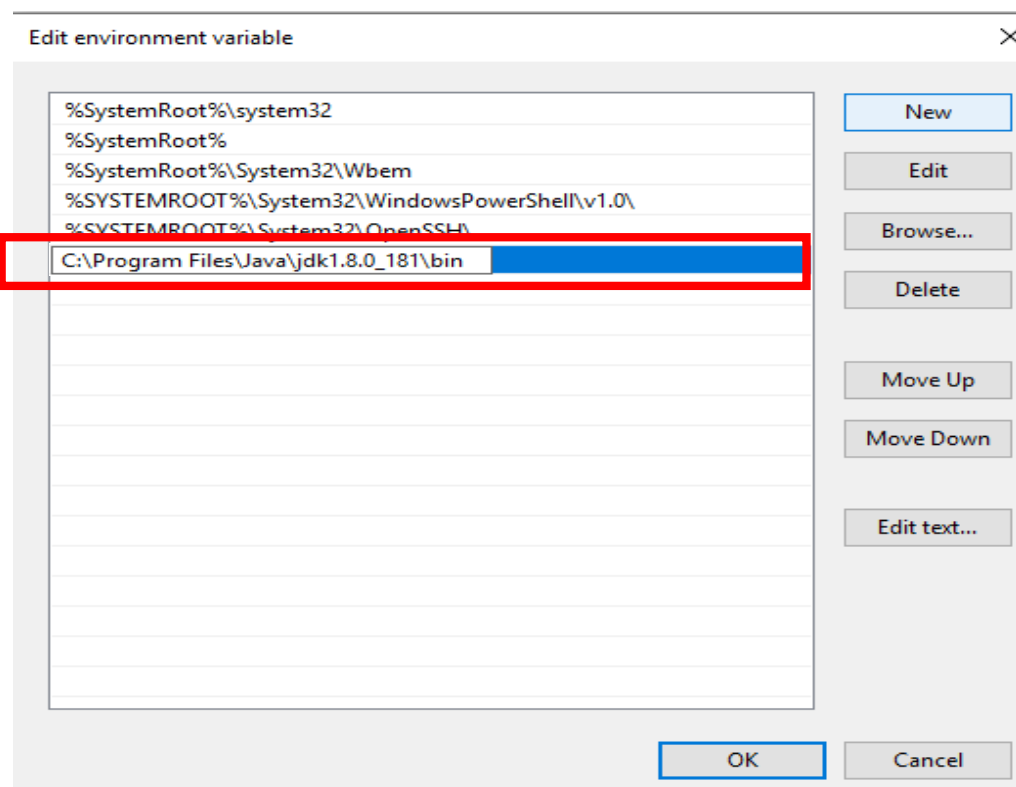 Edit environment variable
%SystemRoot%\system32
%SystemRoot%
%SystemRoot%\System32\Wbem
%SYSTEMROOT%\System32\WindowsPowerShell\v1.0\
%SYSTEMROOT%\System32\OpenSSH\
C:\Program Files\Java\jdk1.8.0_181\bin
New
Edit
Browse...
Delete
Move Up
Move Down
Edit text...
OK
Cancel